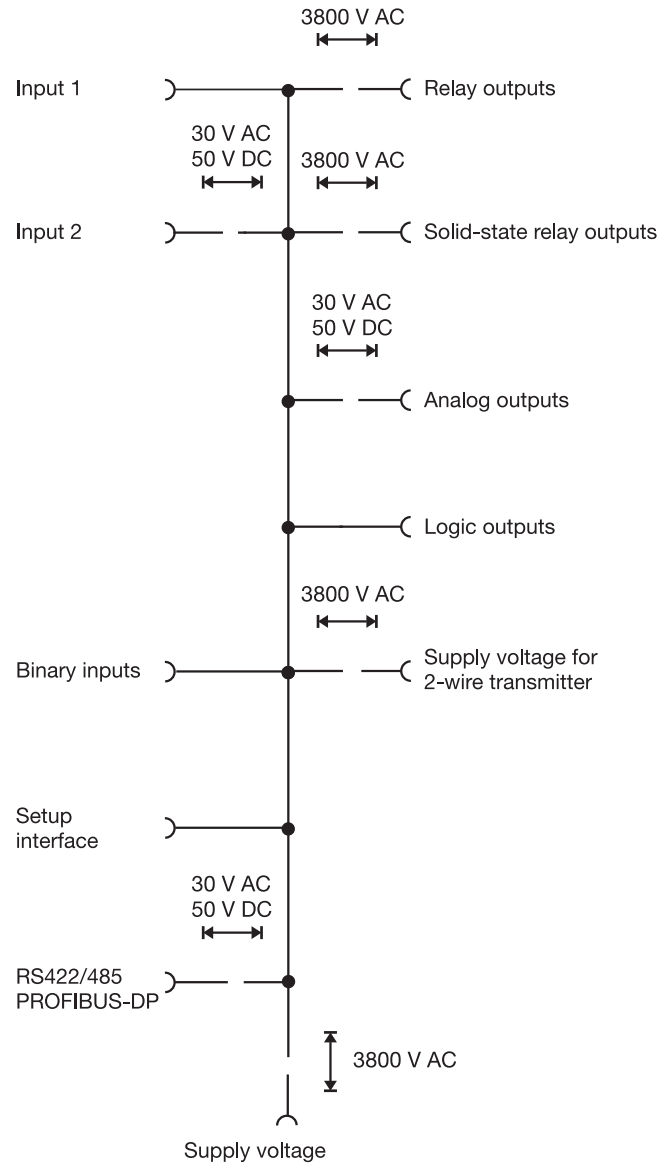 3800 V AC
Input 1
Relay outputs
30 V AC
50 V DC
3800 V AC
Input 2
Solid-state relay outputs
30 V AC
50 V DC
Analog outputs
Logic outputs
3800 V AC
Binary inputs
Supply voltage for
2-wire transmitter
Setup
interface
30 V AC
50 V DC
RS422/485
PROFIBUS-DP
3800 V AC
Supply voltage